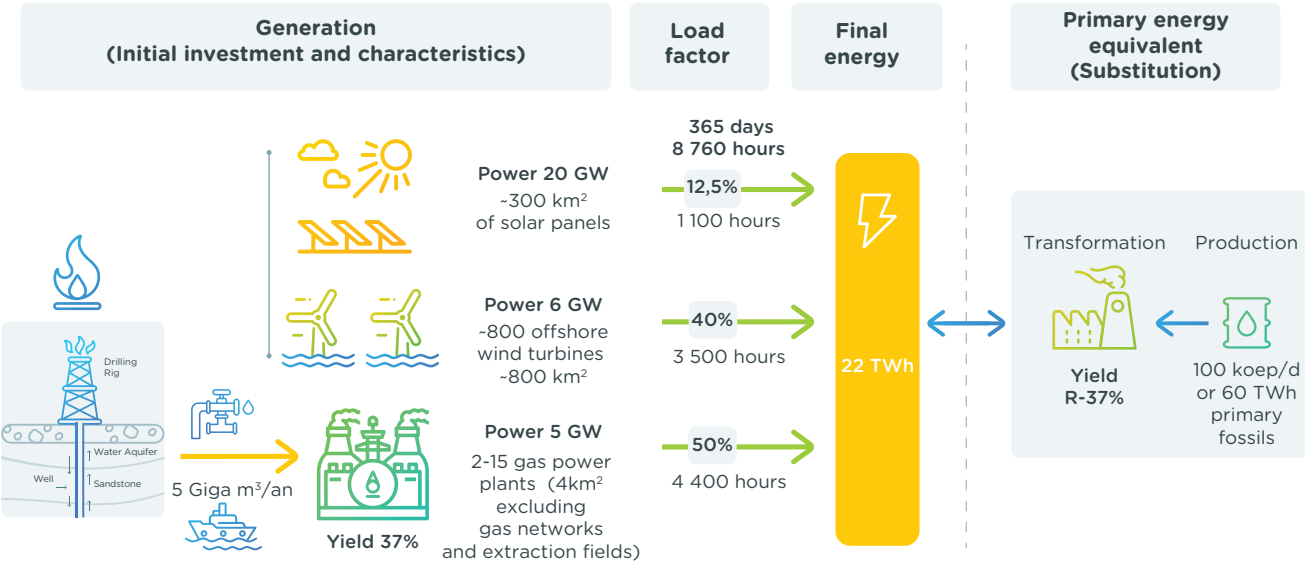 Generation
(Initial investment and characteristics)
Load
factor
Final
energy
Primary energy
equivalent
(Substitution)
365 days
8 760 hours
Power 20 GW
~300 km²
of solar panels
12,5%
1 100 hours
Power 6 GW
~800 offshore
wind turbines
~800 km²
40%
3 500 hours
22 TWh
Drilling
Rig
Water Aquifer
Well
Sandstone
5 Giga m³/an
Yield 37%
Power 5 GW
2-15 gas power
plants (4km²
excluding
gas networks
and extraction fields)
50%
4 400 hours
Transformation
Yield
R-37%
Production
100 koep/d
or 60 TWh
primary
fossils